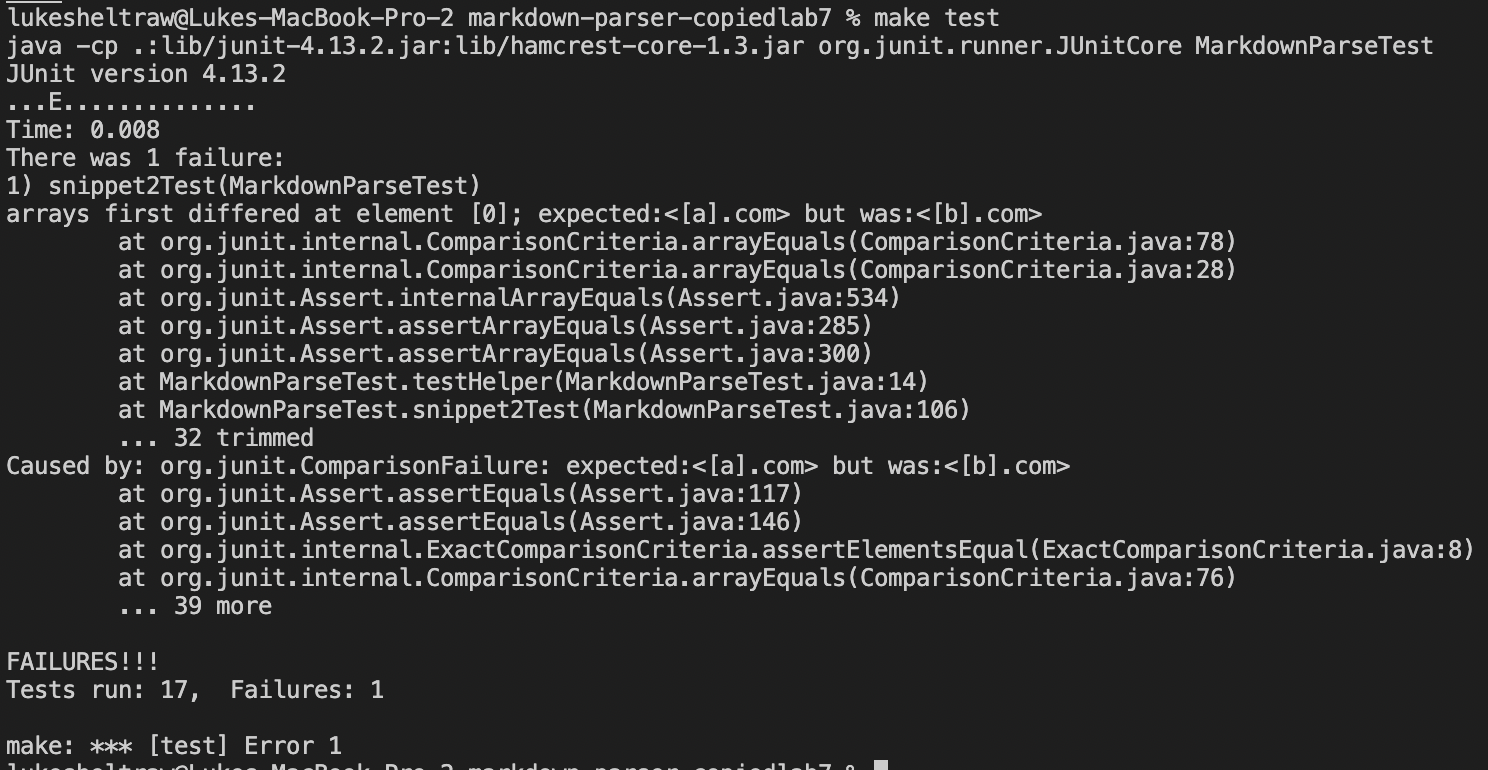 lukesheltraw@Lukes-MacBook-Pro-2 markdown-parser-copiedlab7 % make test
java -cp .:lib/junit-4.13.2.jar:lib/hamcrest-core-1.3.jar org.junit.runner.JUnitCore MarkdownParseTest
JUnit version 4.13.2
...E..............
Time: 0.008
There was 1 failure:
1) snippet2Test(MarkdownParseTest)
arrays first differed at element [0]; expected:<[a].com> but was:<[b].com>
        at org.junit.internal.ComparisonCriteria.arrayEquals(ComparisonCriteria.java:78)
        at org.junit.internal.ComparisonCriteria.arrayEquals(ComparisonCriteria.java:28)
        at org.junit.Assert.internalArrayEquals(Assert.java:534)
        at org.junit.Assert.assertArrayEquals(Assert.java:285)
        at org.junit.Assert.assertArrayEquals(Assert.java:300)
        at MarkdownParseTest.testHelper(MarkdownParseTest.java:14)
        at MarkdownParseTest.snippet2Test(MarkdownParseTest.java:106)
        ... 32 trimmed
Caused by: org.junit.ComparisonFailure: expected:<[a].com> but was:<[b].com>
        at org.junit.Assert.assertEquals(Assert.java:117)
        at org.junit.Assert.assertEquals(Assert.java:146)
        at org.junit.internal.ExactComparisonCriteria.assertElementsEqual(ExactComparisonCriteria.java:8)
        at org.junit.internal.ComparisonCriteria.arrayEquals(ComparisonCriteria.java:76)
        ... 39 more
FAILURES!!!
Tests run: 17,  Failures: 1
make: *** [test] Error 1
lukesheltraw@Lukes-MacBook-Pro-2 markdown-parser-copiedlab7 %